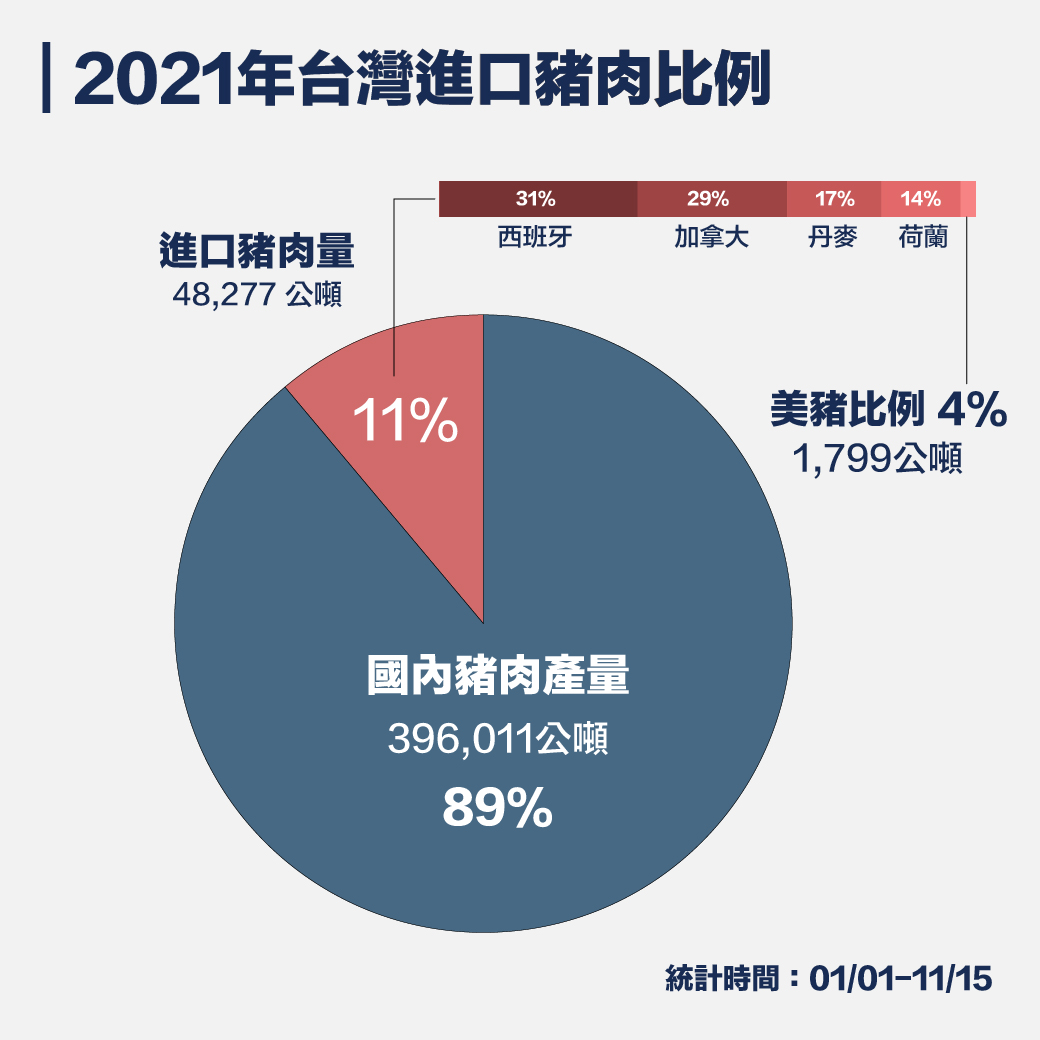 2021年台灣進口豬肉比例
31% 29% 17% 14%
西班牙 加拿大 丹麥 荷蘭
進口豬肉量
48,277 公噸
11%
美豬比例 4%
1,799公噸
國內豬肉產量
396,011公噸
89%
統計時間：01/01-11/15